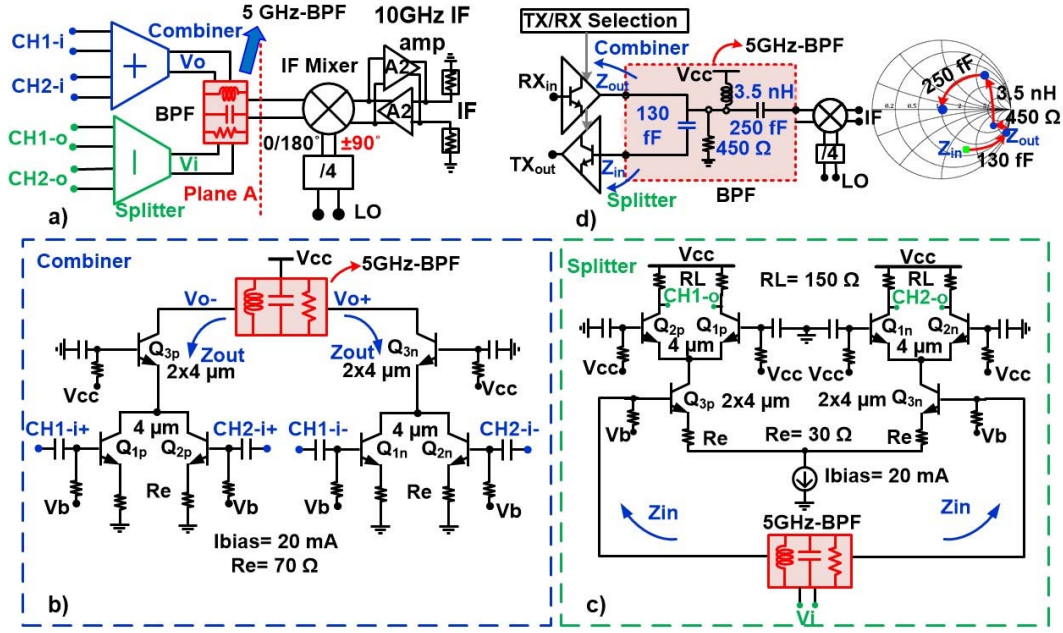 a)
CH1-i
CH2-i
Combiner
Vo
5 GHz-BPF
BPF
CH1-o
CH2-o
Splitter
Vi
Plane A
IF Mixer
0/180°
±90°
/4
LO
10GHz IF
amp
A2
A2
IF
TX/RX Selection
Combiner
5GHz-BPF
RXin
Zout
Vcc
3.5 nH
130
fF
250 fF
450 Ω
TXout
Zin
Splitter
BPF
/4
LO
IF
d)
250 fF
0.2
0.5
1
2
3.5 nH
450 Ω
Zout
Zin
130 fF
Combiner
Vcc
5GHz-BPF
Vo-
Vo+
Zout
Zout
Q3p
2x4 µm
Q3n
2x4 µm
Vcc
Vcc
CH1-i+
4 µm
CH2-i+
CH1-i-
4 µm
CH2-i-
Q1p
Q2p
Q1n
Q2n
Vb
Re
Vb
Vb
Re
Vb
Ibias= 20 mA
Re= 70 Ω
b)
Splitter
Vcc
RL
RL= 150 Ω
Vcc
RL
CH1-o
CH2-o
Q2p
Q1p
Q1n
Q2n
4 µm
4 µm
Vcc
Vcc
Vcc
Vcc
Q3p
2x4 µm
2x4 µm
Q3n
Vb
Re
Re= 30 Ω
Re
Vb
Ibias= 20 mA
Zin
Zin
5GHz-BPF
Vi
c)